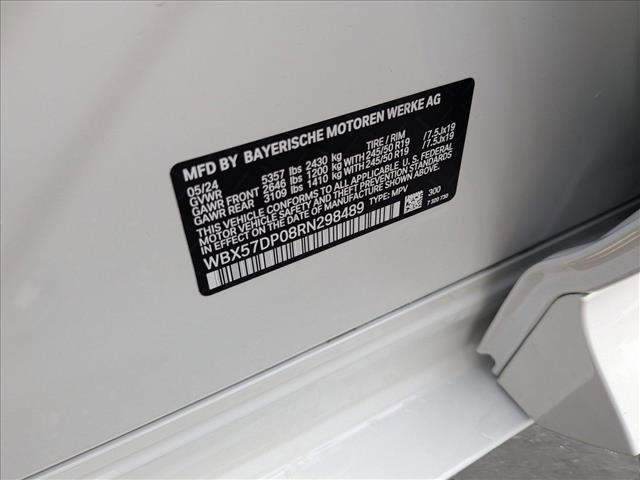 MFD BY BAYERISCHE MOTOREN WERKE AG
05/24 TIRE / RIM
GVWR 5357 lbs 2430 kg
GAWR FRONT 2646 lbs 1200 kg WITH 245/50 R19 /7.5Jx19
GAWR REAR 3109 lbs 1410 kg WITH 245/50 R19 /7.5Jx19
THIS VEHICLE CONFORMS TO ALL APPLICABLE FEDERAL
MOTOR VEHICLE SAFETY AND THEFT PREVENTION STANDARDS
IN EFFECT ON THE DATE OF MANUFACTURE SHOWN ABOVE.
WBX57DP08RN298489 TYPE: MPV
300